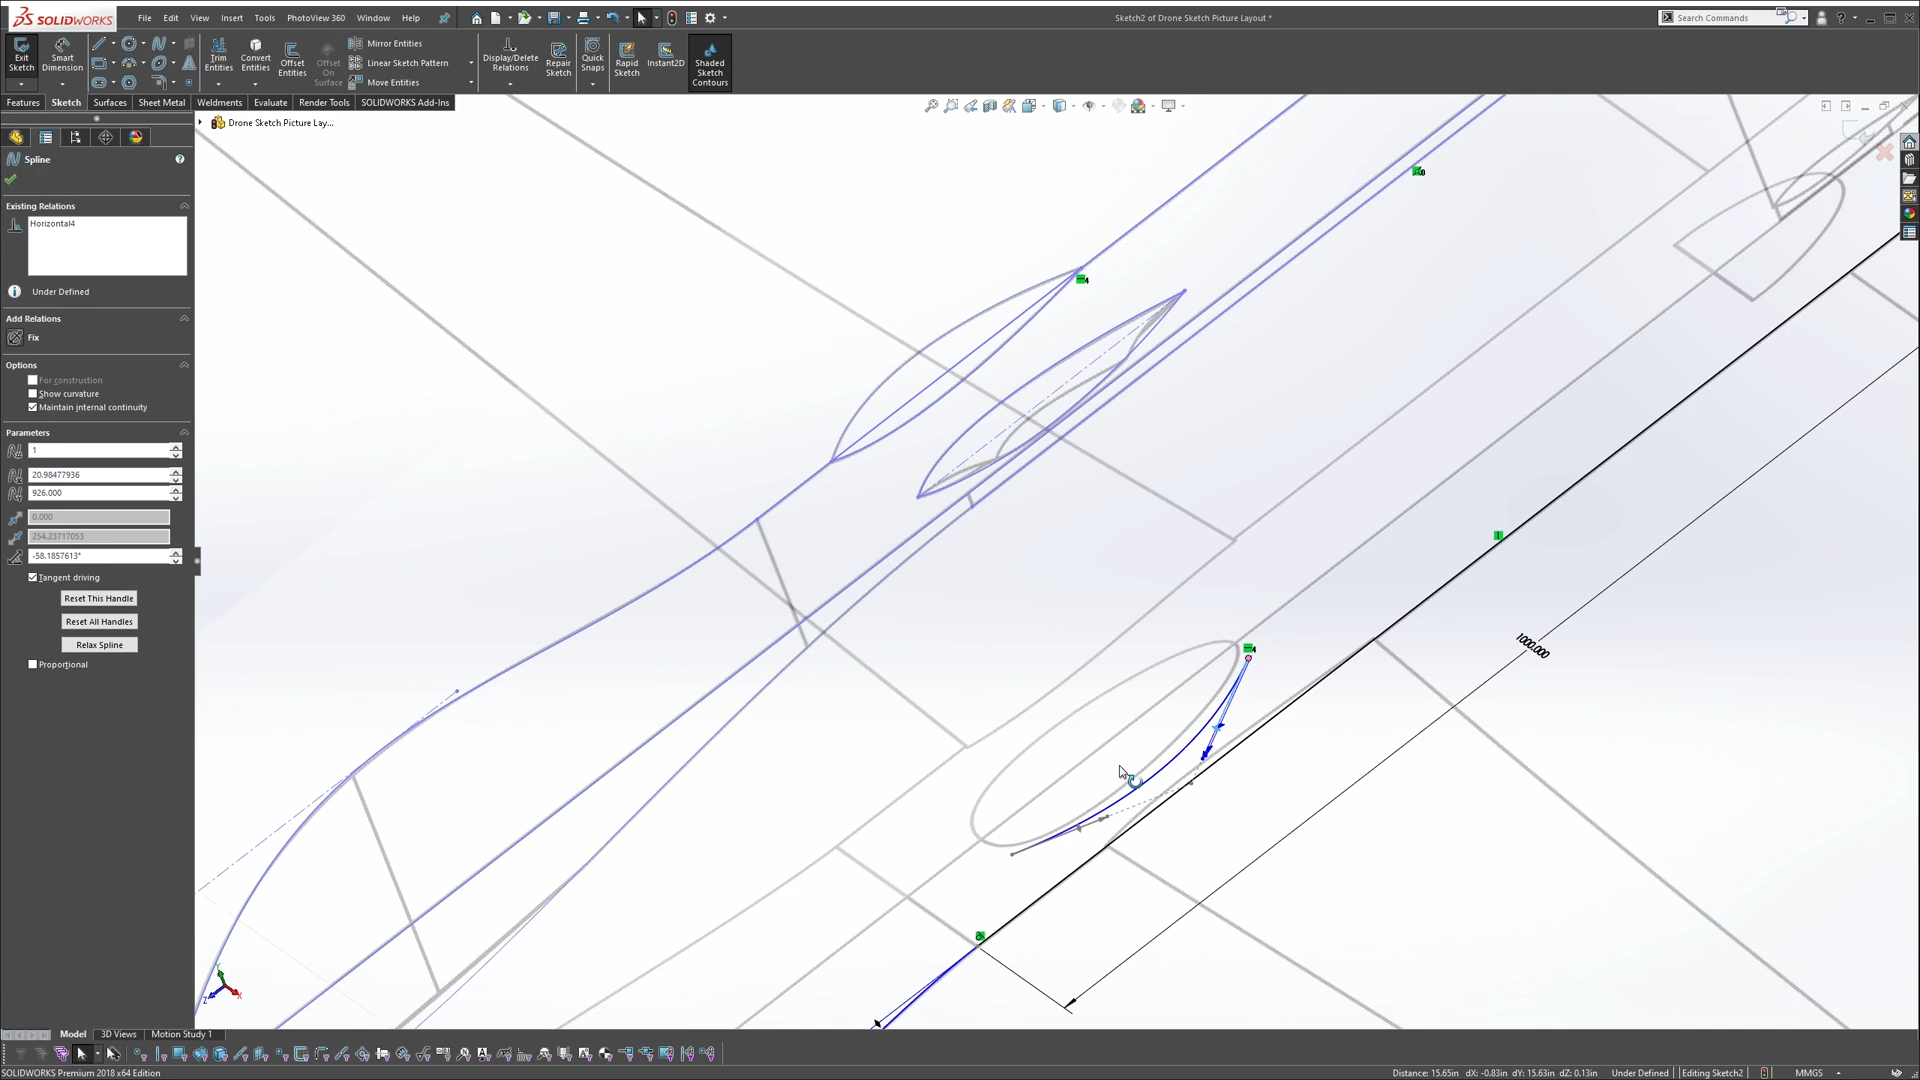 SOLIDWORKS
File Edit View Insert Tools PhotoView 360 Window Help
Sketch2 of Drone Sketch Picture Layout *
Search Commands
Exit Sketch
Smart Dimension
Trim Entities
Convert Entities
Offset Entities
Offset On Surface
Mirror Entities
Linear Sketch Pattern
Move Entities
Display/Delete Relations
Repair Sketch
Quick Snaps
Rapid Sketch
Instant2D
Shaded Sketch Contours
Features Sketch Surfaces Sheet Metal Weldments Evaluate Render Tools SOLIDWORKS Add-Ins
Drone Sketch Picture Lay...
Spline
Existing Relations
Horizontal4
Under Defined
Add Relations
Fix
Options
For construction
Show curvature
Maintain internal continuity
Parameters
1
20.98477936
926.000
0.000
254.23717053
-58.1857613°
Tangent driving
Reset This Handle
Reset All Handles
Relax Spline
Proportional
1000.000
Model 3D Views Motion Study 1
SOLIDWORKS Premium 2018 x64 Edition
Distance: 15.65in dX: -0.83in dY: 15.63in dZ: 0.13in Under Defined Editing Sketch2 MMGS